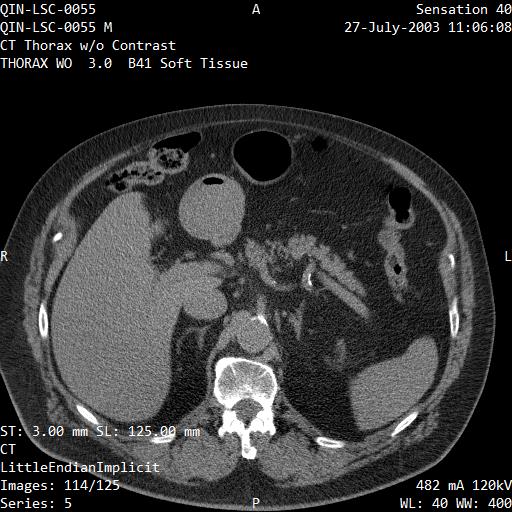 QIN-LSC-0055
A
Sensation 40
QIN-LSC-0055 M
27-July-2003 11:06:08
CT Thorax w/o Contrast
THORAX WO 3.0 B41 Soft Tissue
R
L
ST: 3.00 mm SL: 125.00 mm
CT
LittleEndianImplicit
Images: 114/125
482 mA 120kV
Series: 5
P
WL: 40 WW: 400